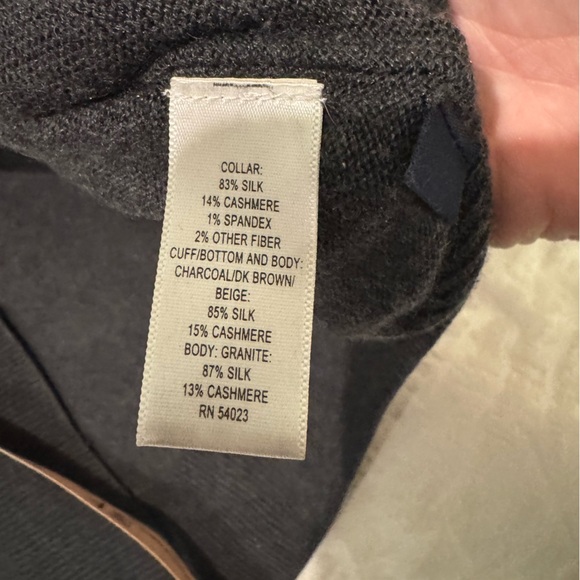 COLLAR:
83% SILK
14% CASHMERE
1% SPANDEX
2% OTHER FIBER
CUFF/BOTTOM AND BODY:
CHARCOAL/DK BROWN/
BEIGE:
85% SILK
15% CASHMERE
BODY: GRANITE:
87% SILK
13% CASHMERE
RN 54023